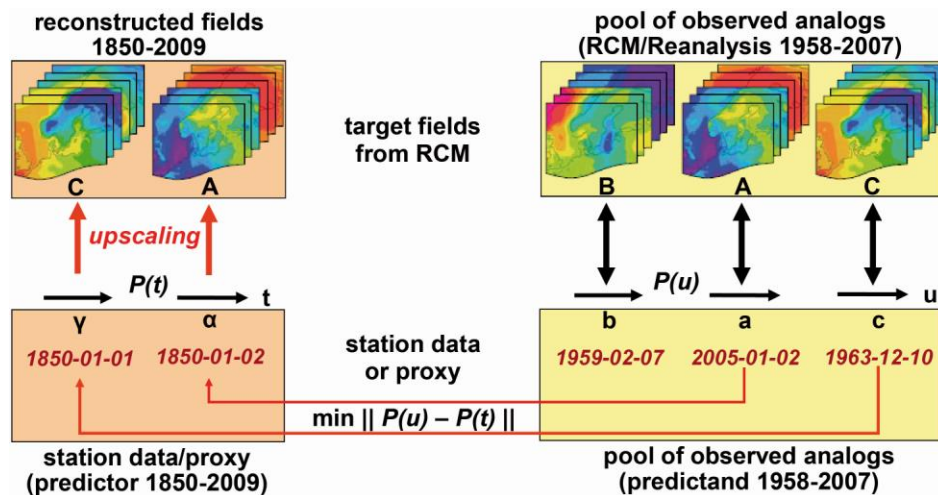 reconstructed fields
1850-2009
pool of observed analogs
(RCM/Reanalysis 1958-2007)
target fields
from RCM
C
A
B
A
C
upscaling
P(t)
t
P(u)
u
γ
α
b
a
c
1850-01-01
1850-01-02
station data
or proxy
1959-02-07
2005-01-02
1963-12-10
min || P(u) – P(t) ||
station data/proxy
(predictor 1850-2009)
pool of observed analogs
(predictand 1958-2007)